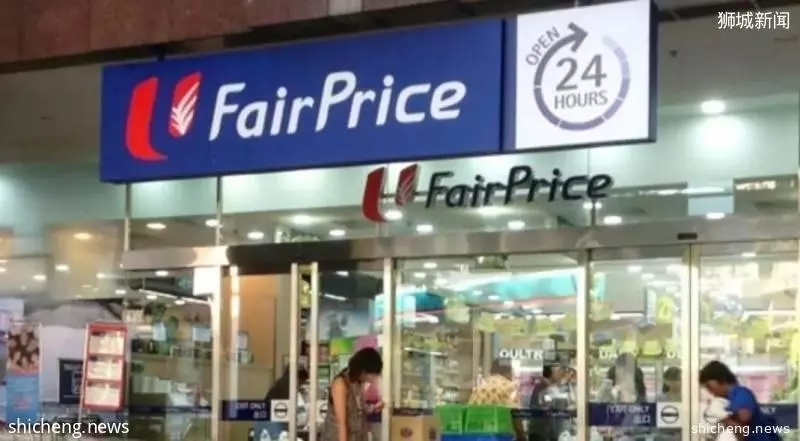 狮城新闻
FairPrice
OPEN
24
HOURS
FairPrice
EXIT ONLY
EXIT ONLY
shicheng.news
shicheng.news